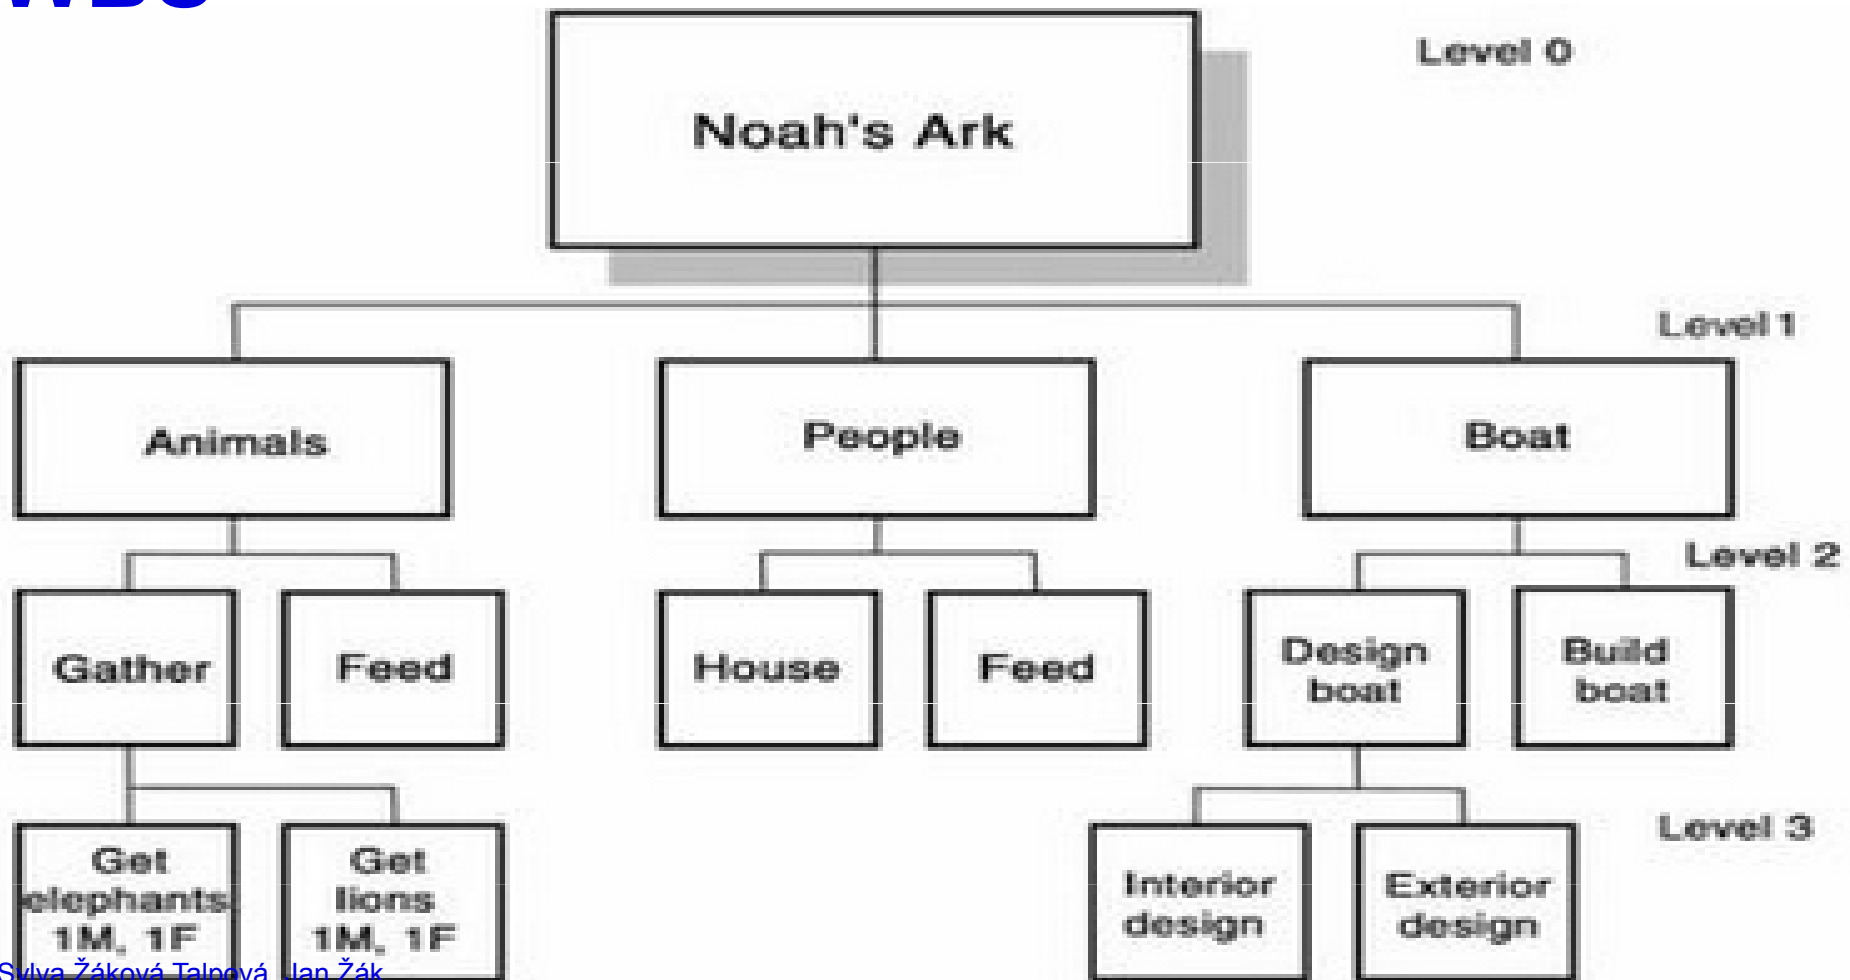 WBS
Level 0
Noah's Ark
Level 1
Animals
People
Boat
Level 2
Gather
Feed
House
Feed
Design
boat
Build
boat
Level 3
Get
elephants
1M, 1F
Get
lions
1M, 1F
Interior
design
Exterior
design
Sylva Žáková Talpová, Jan Žák